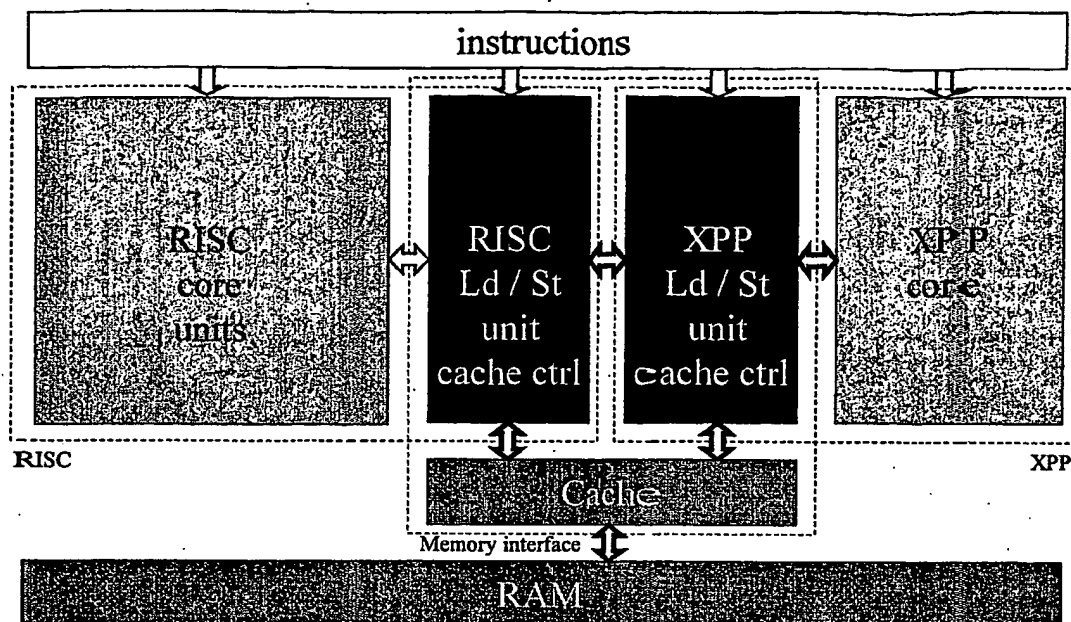 instructions
RISC
core
units
RISC
Ld / St
unit
cache ctrl
XPP
Ld / St
unit
cache ctrl
XPP
core
RISC
XPP
Cache
Memory interface
RAM